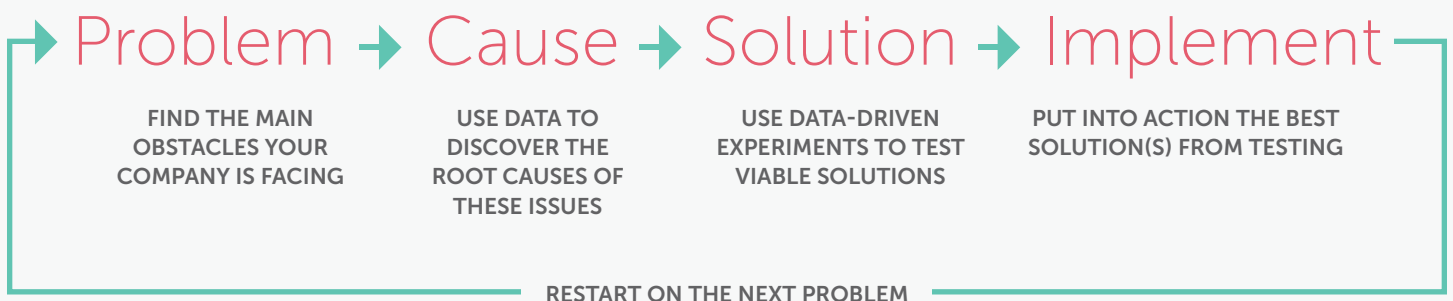 Problem
Cause
Solution
Implement
FIND THE MAIN
OBSTACLES YOUR
COMPANY IS FACING
USE DATA TO
DISCOVER THE
ROOT CAUSES OF
THESE ISSUES
USE DATA-DRIVEN
EXPERIMENTS TO TEST
VIABLE SOLUTIONS
PUT INTO ACTION THE BEST
SOLUTION(S) FROM TESTING
RESTART ON THE NEXT PROBLEM